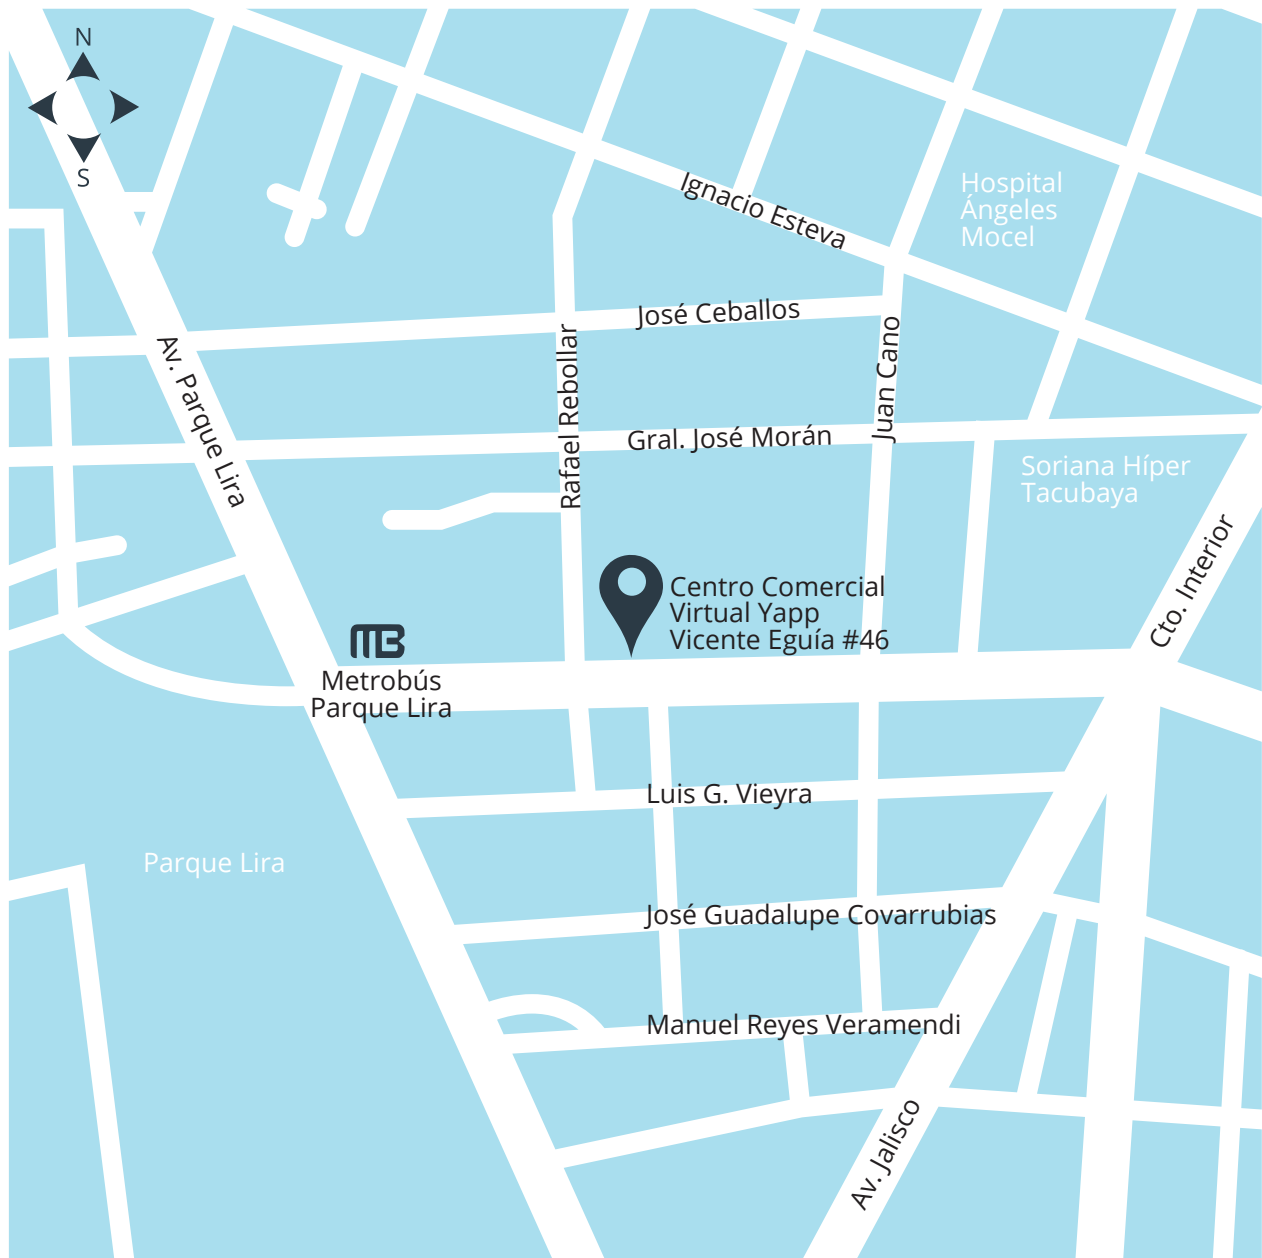 N
S
Hospital
Ángeles
Mocel
Ignacio Esteva
José Ceballos
Av. Parque Lira
Rafael Rebollar
Juan Cano
Gral. José Morán
Soriana Híper
Tacubaya
Cto. Interior
Centro Comercial
Virtual Yapp
Vicente Eguía #46
MB
Metrobús
Parque Lira
Luis G. Vieyra
Parque Lira
José Guadalupe Covarrubias
Manuel Reyes Veramendi
Av. Jalisco